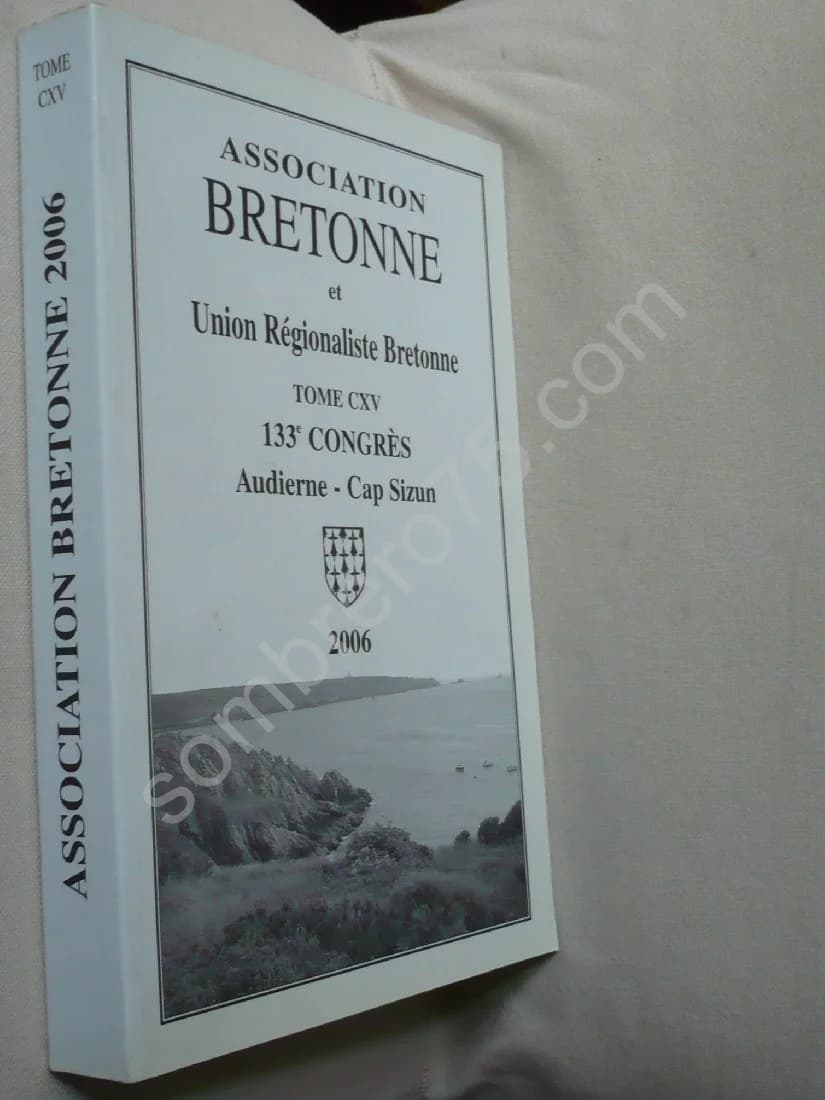 TOME
CXV
ASSOCIATION BRETONNE 2006
ASSOCIATION
BRETONNE
et
Union Régionaliste Bretonne
TOME CXV
133e CONGRÈS
Audierne - Cap Sizun
2006
sombrero75.com